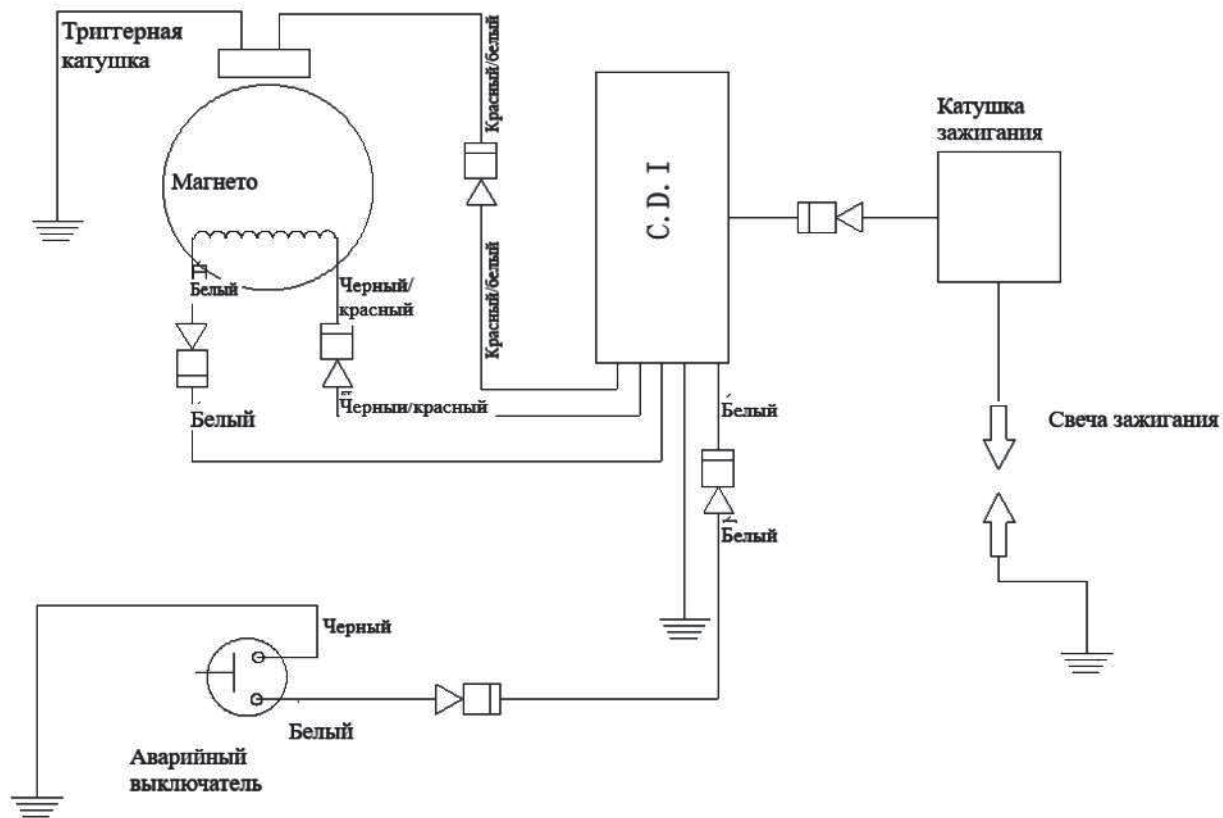 Триггерная
катушка
Красный/белый
Магнето
C.D.I
Катушка
зажигания
Белый
Черный/
красный
Красный/белый
Черный/красный
Белый
Белый
Свеча зажигания
Белый
Черный
Белый
Аварийный
выключатель